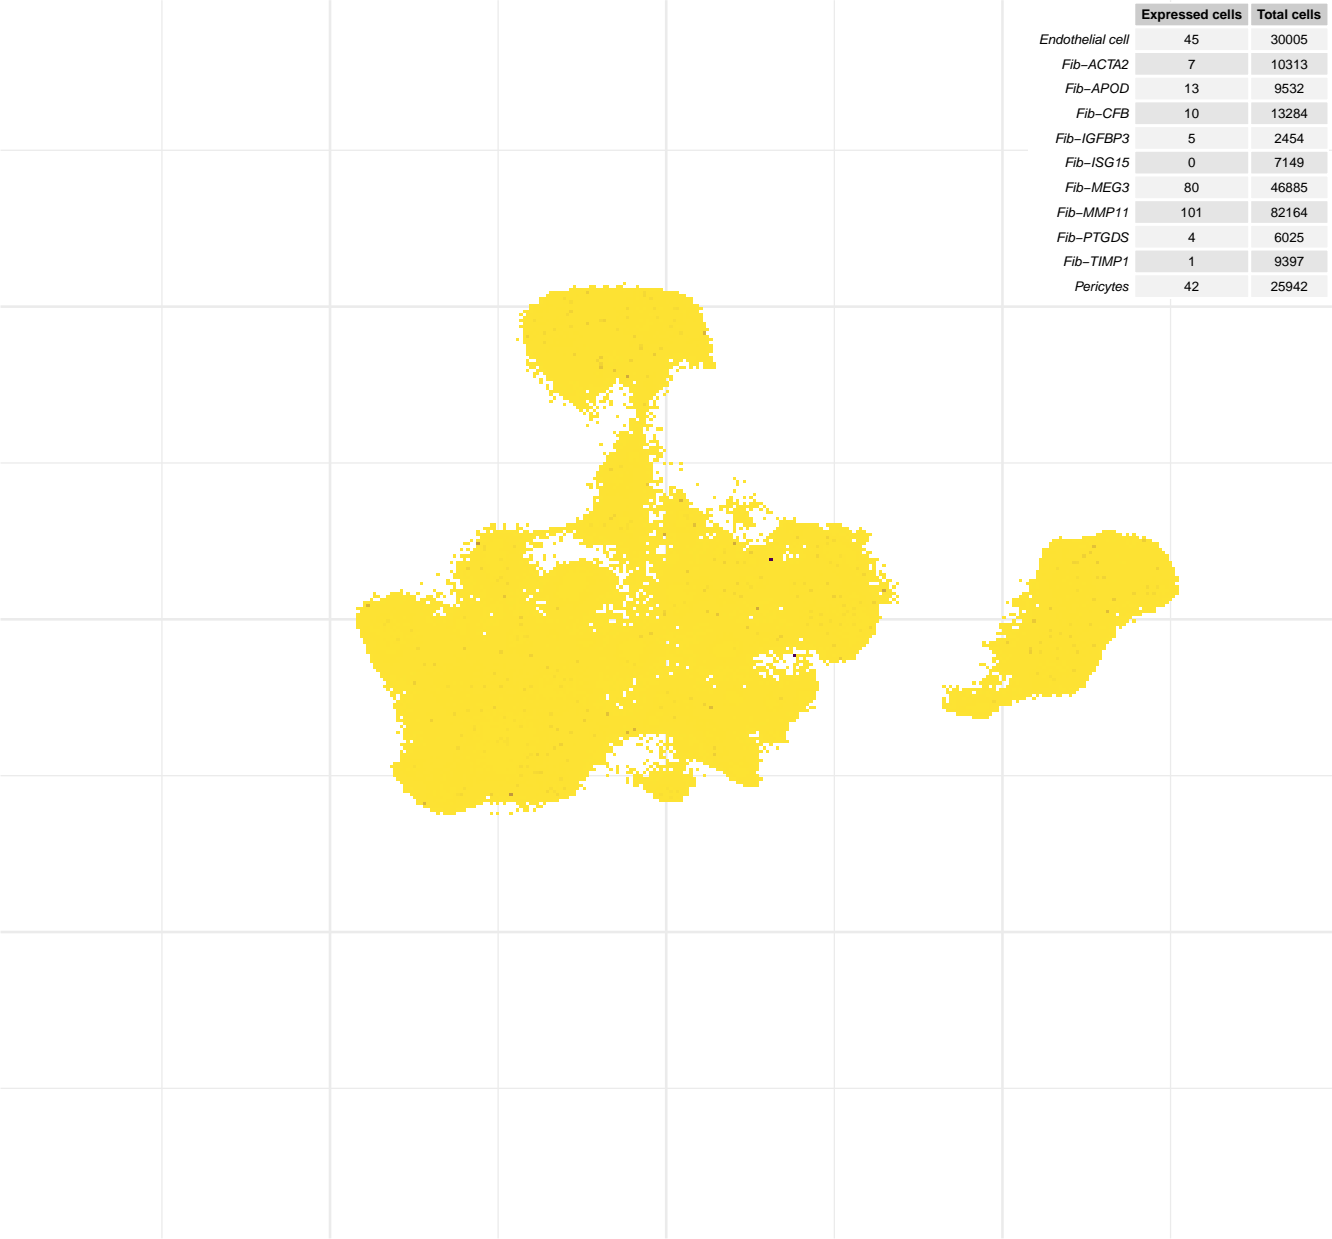 Expressed cells Total cells
Endothelial cell 45 30005
Fib−ACTA2 7 10313
Fib−APOD 13 9532
Fib−CFB 10 13284
Fib−IGFBP3 5 2454
Fib−ISG15 0 7149
Fib−MEG3 80 46885
Fib−MMP11 101 82164
Fib−PTGDS 4 6025
Fib−TIMP1 1 9397
Pericytes 42 25942